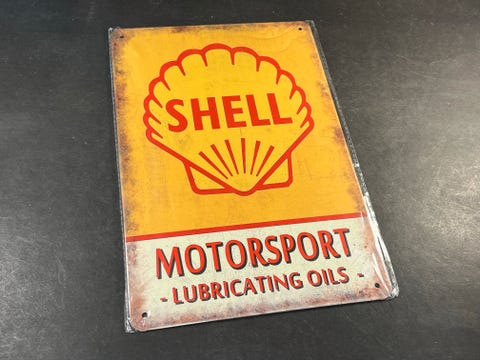 SHELL
MOTORSPORT
- LUBRICATING OILS -